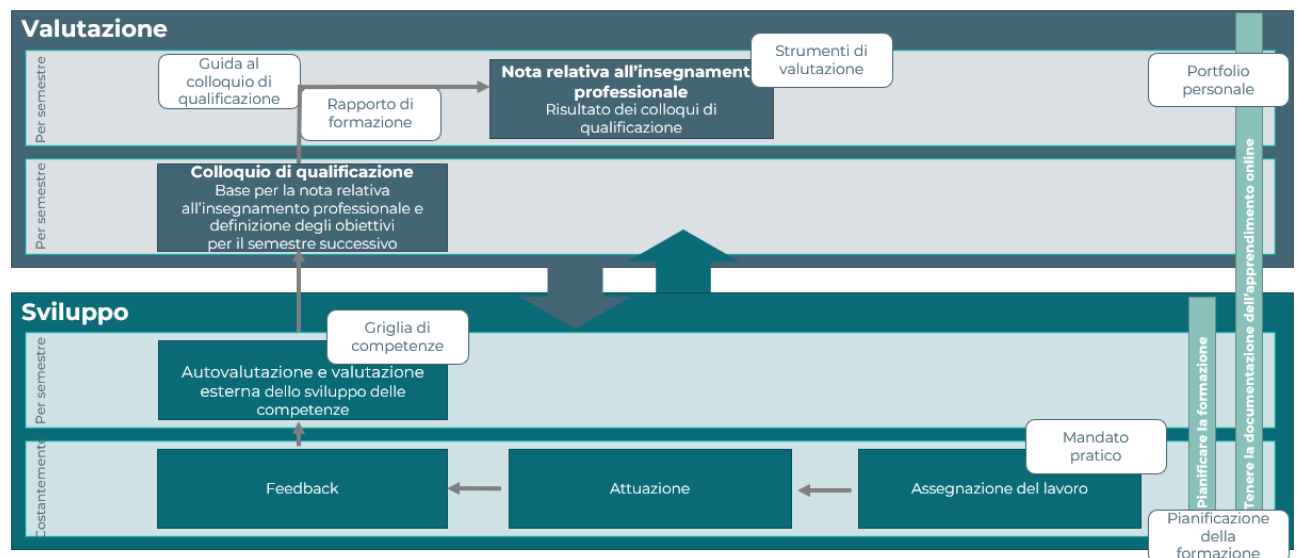 Valutazione
Per semestre
Guida al
colloquio di
qualificazione
Rapporto di
formazione
Nota relativa all'insegnament
professionale
Risultato dei colloqui di
qualificazione
Strumenti di
valutazione
Portfolio
personale
Per semestre
Colloquio di qualificazione
Base per la nota relativa
all'insegnamento professionale e
definizione degli obiettivi
per il semestre successivo
Tenere la documentazione dell'apprendimento online
Sviluppo
Per semestre
Griglia di
competenze
Autovalutazione e valutazione
esterna dello sviluppo delle
competenze
Pianificare la formazione
Costantemente
Feedback
Attuazione
Assegnazione del lavoro
Mandato
pratico
Pianificazione
della
formazione